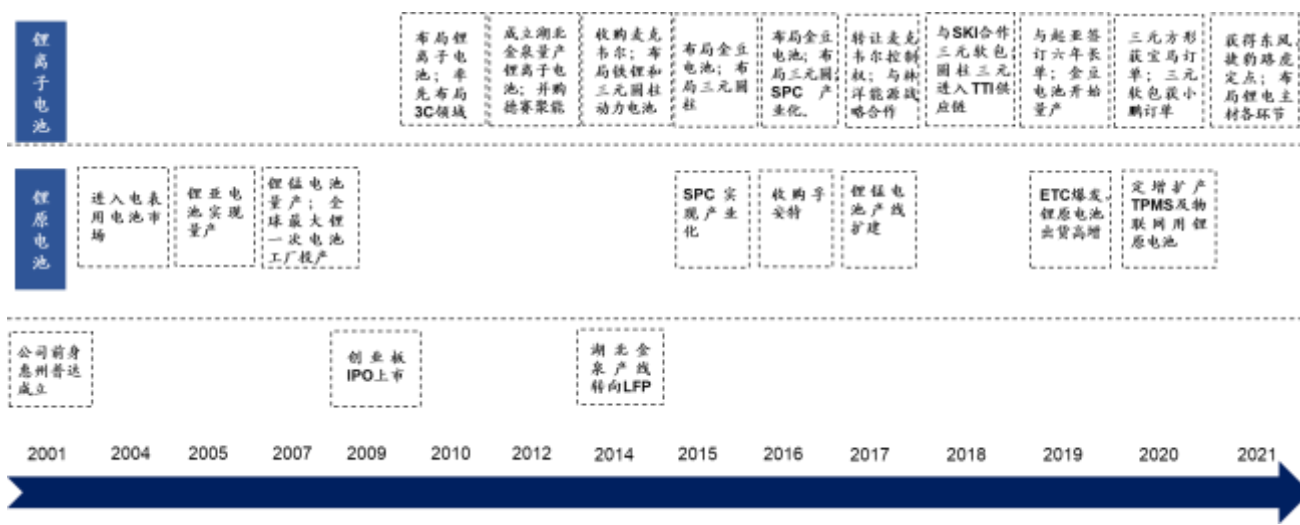 锂
离
子
电
池
布局锂
离子电
池；率
先布局
3C领域
成立湖北
金泉量产
锂离子电
池；并购
德赛聚能
收购麦克
韦尔；布
局铁锂和
三元圆柱
动力电池
布局金豆
电池；布
局三元圆
柱
布局金豆
电池；布
局三元圆,
SPC 产
业化.
转让麦克
韦尔控制
权；与妹
洋能源战
略合作
与SKI合作
三元软包,
圆柱三元
进入TTI供
应链
与起亚签
订六年长
单；金豆
电池开始
量产
三元方形
获宝马订
单；三元
软包获小
鹏订单
获得东风,
捷豹路虎
定点；布
局锂电主
材各环节
锂
原
电
池
进入电表
用电池市
场
锂亚电
池实现
量产
锂锰电池
量产；全
球最大锂
一次电池
工厂投产
SPC 实
现产业
化
收购孚
安特
锂锰电
池产线
扩建
ETC爆发,
锂原电池
出货高增
定增扩产
TPMS及物
联网用锂
原电池
公司前身
惠州普达
成立
创业板
IPO上市
湖北金
泉产线
转向LFP
2001 2004 2005 2007 2009 2010 2012 2014 2015 2016 2017 2018 2019 2020 2021